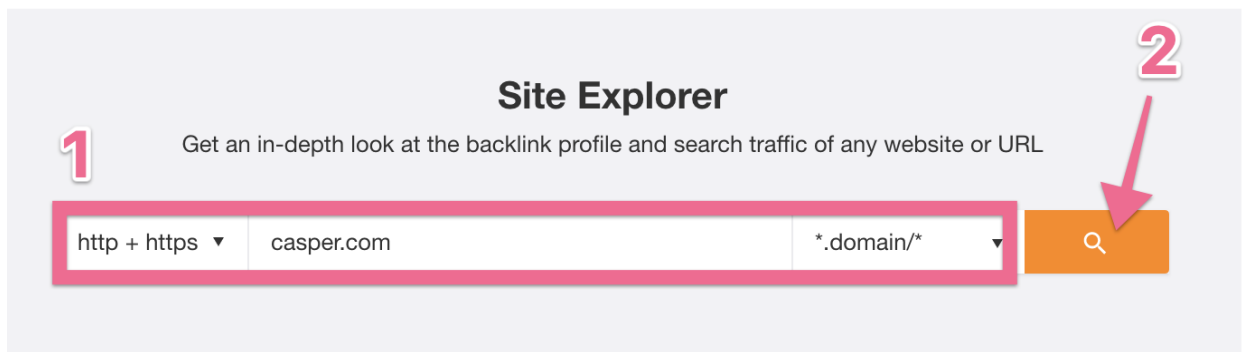 2
Site Explorer
1
Get an in-depth look at the backlink profile and search traffic of any website or URL
http + https casper.com *.domain/*